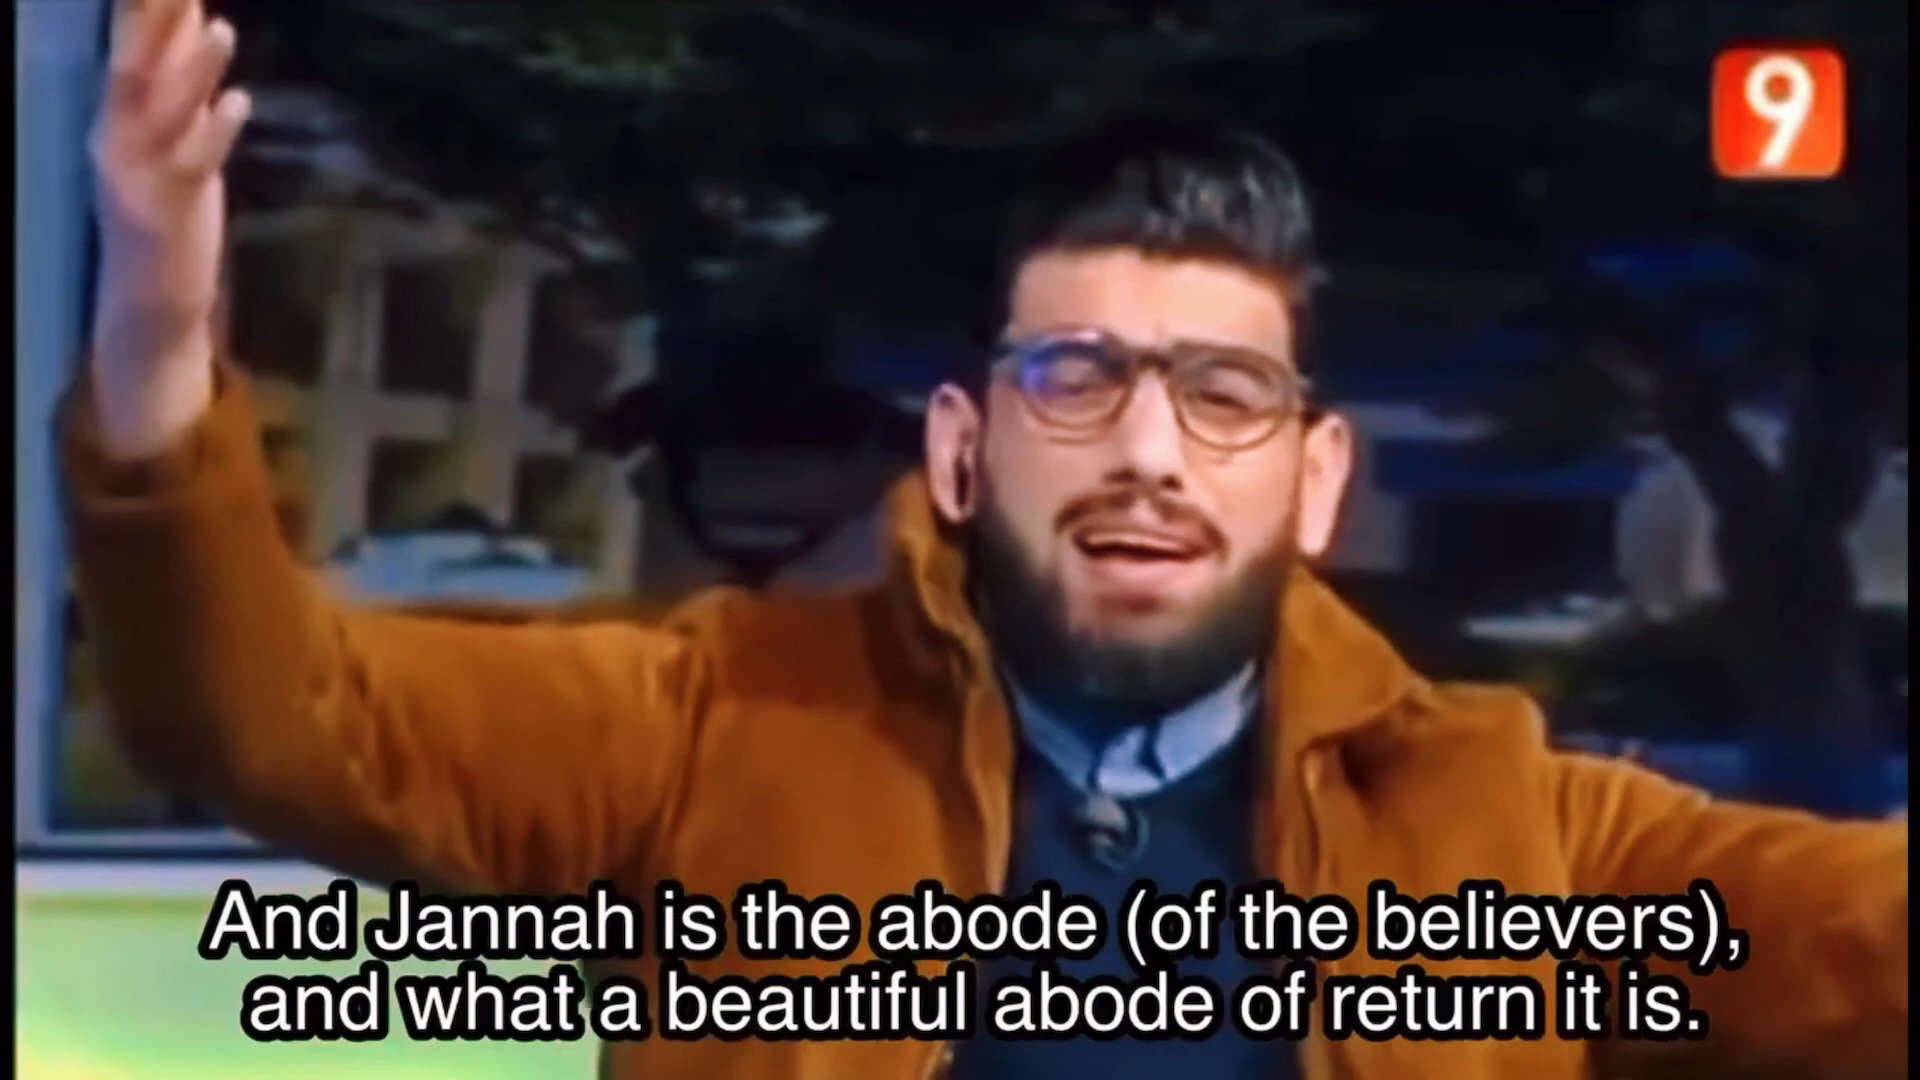 9
And Jannah is the abode (of the believers),
and what a beautiful abode of return it is.